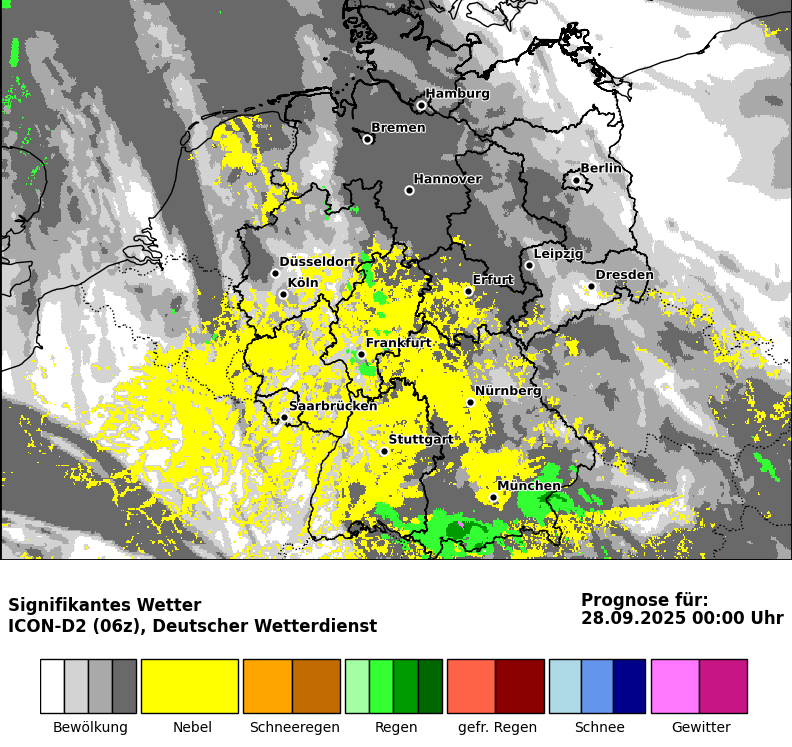 Hamburg
Bremen
Berlin
Hannover
Leipzig
Düsseldorf
Dresden
Köln
Erfurt
Frankfurt
Nürnberg
Saarbrücken
Stuttgart
München
Signifikantes Wetter
ICON-D2 (06z), Deutscher Wetterdienst
Prognose für:
28.09.2025 00:00 Uhr
Bewölkung Nebel Schneeregen Regen gefr. Regen Schnee Gewitter